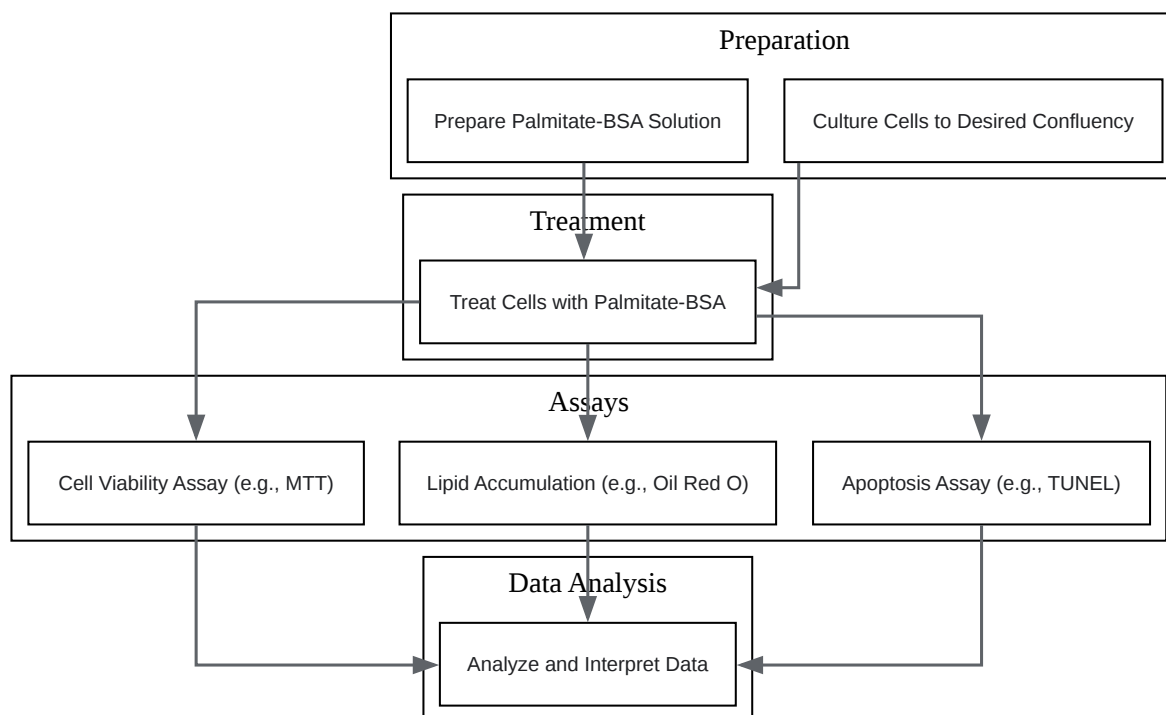 Preparation
Prepare Palmitate-BSA Solution
Culture Cells to Desired Confluency
Treatment
Treat Cells with Palmitate-BSA
Assays
Cell Viability Assay (e.g., MTT)
Lipid Accumulation (e.g., Oil Red O)
Apoptosis Assay (e.g., TUNEL)
Data Analysis
Analyze and Interpret Data